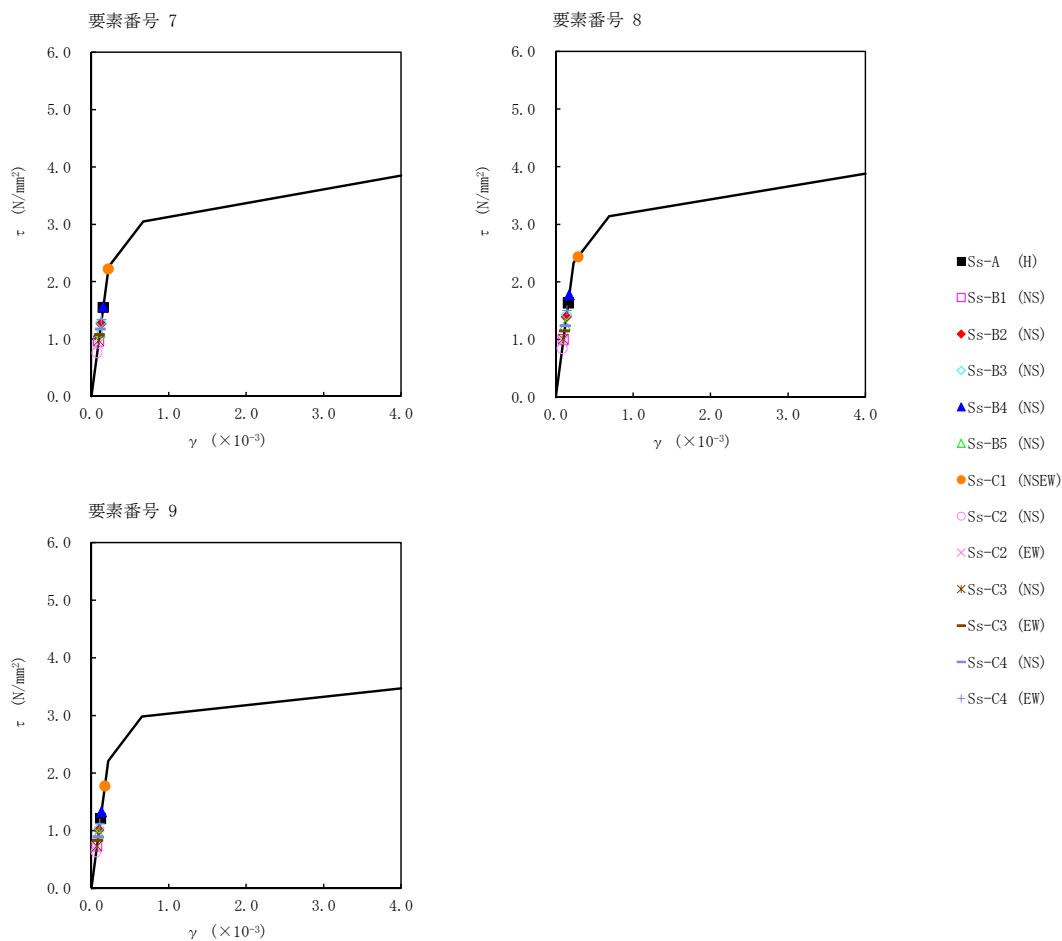 要素番号 7
6.0
5.0
4.0
3.0
2.0
1.0
0.0
τ (N/mm²)
0.0 1.0 2.0 3.0 4.0
γ (×10⁻³)
要素番号 8
6.0
5.0
4.0
3.0
2.0
1.0
0.0
τ (N/mm²)
0.0 1.0 2.0 3.0 4.0
γ (×10⁻³)
Ss-A (H)
Ss-B1 (NS)
Ss-B2 (NS)
Ss-B3 (NS)
Ss-B4 (NS)
Ss-B5 (NS)
Ss-C1 (NSEW)
Ss-C2 (NS)
Ss-C2 (EW)
Ss-C3 (NS)
Ss-C3 (EW)
Ss-C4 (NS)
Ss-C4 (EW)
要素番号 9
6.0
5.0
4.0
3.0
2.0
1.0
0.0
τ (N/mm²)
0.0 1.0 2.0 3.0 4.0
γ (×10⁻³)